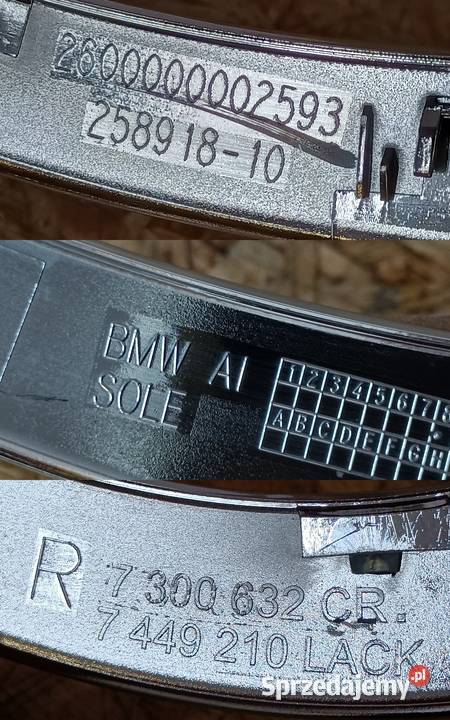 2600000002593
258918-10
BMW AI
SOLE
1 2 3 4 5 6 7 8
A B C D E F G H
R
7 300 632 CR.
7 449 210 LACK
Sprzedajemy.pl